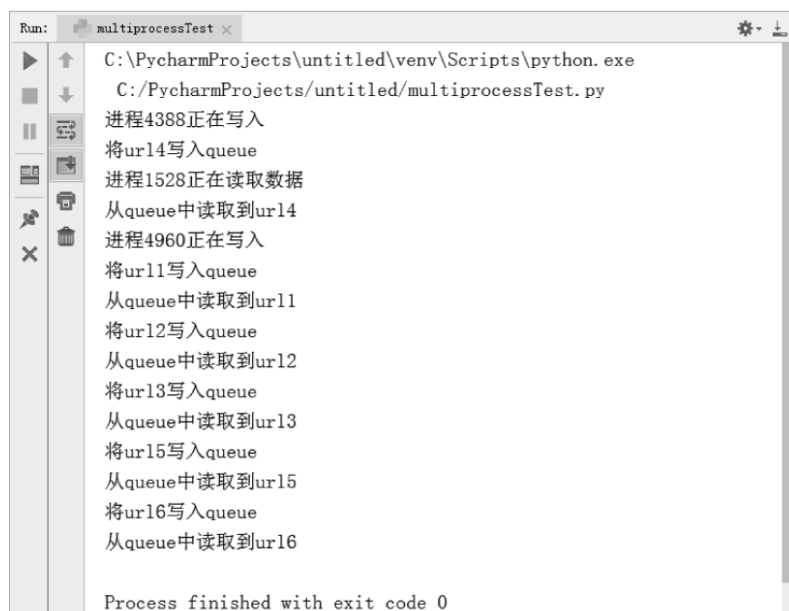 Run: multiprocessTest
C:\PycharmProjects\untitled\venv\Scripts\python.exe
C:/PycharmProjects/untitled/multiprocessTest.py
进程4388正在写入
将url4写入queue
进程1528正在读取数据
从queue中读取到url4
进程4960正在写入
将url1写入queue
从queue中读取到url1
将url2写入queue
从queue中读取到url2
将url3写入queue
从queue中读取到url3
将url5写入queue
从queue中读取到url5
将url6写入queue
从queue中读取到url6
Process finished with exit code 0